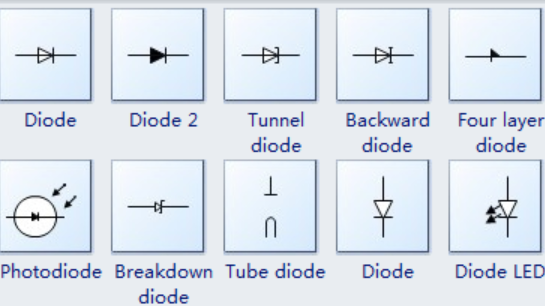 Diode
Diode 2
Tunnel
diode
Backward
diode
Four layer
diode
Photodiode
Breakdown
diode
Tube diode
Diode
Diode LED